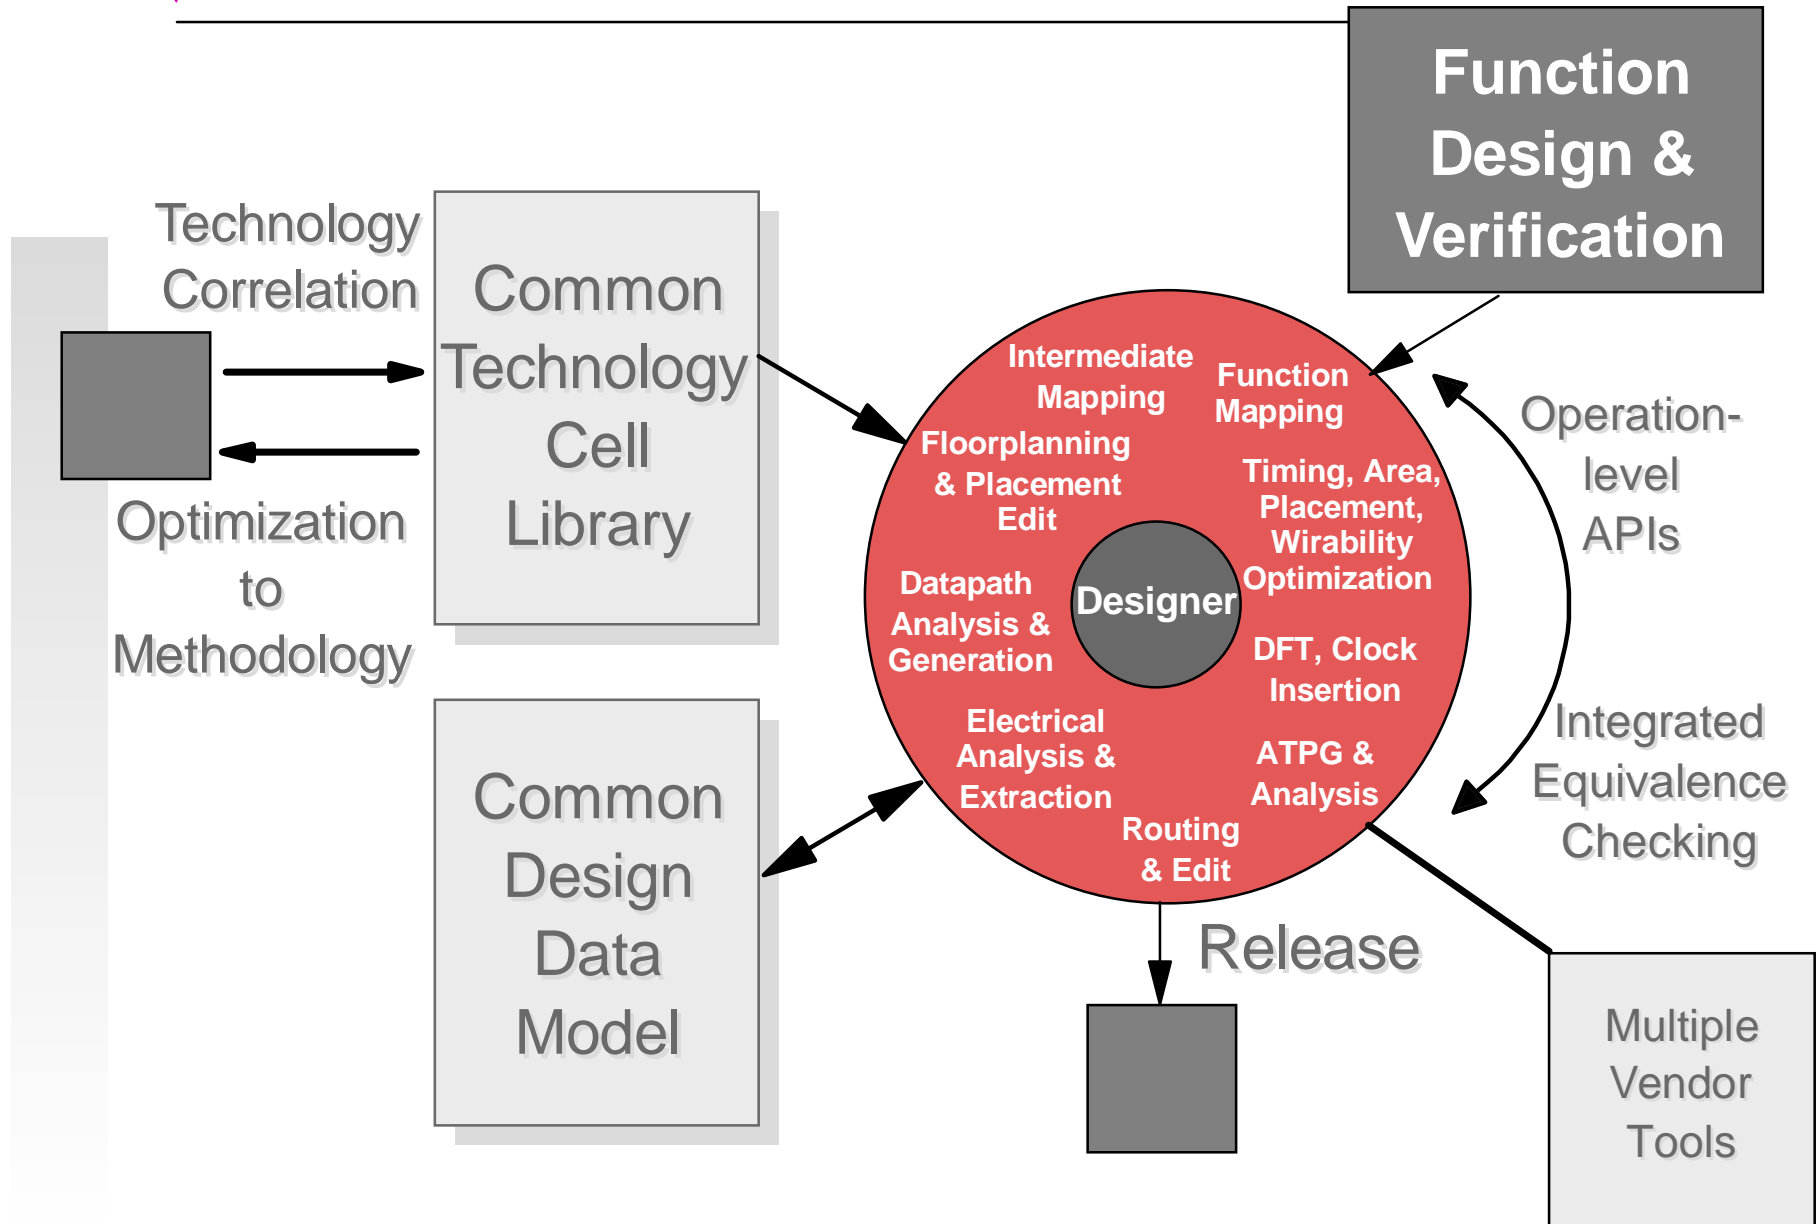 Function
Design &
Verification
Technology
Correlation
Optimization
to
Methodology
Common
Technology
Cell
Library
Common
Design
Data
Model
Intermediate
Mapping
Function
Mapping
Floorplanning
& Placement
Edit
Timing, Area,
Placement,
Wirability
Optimization
Datapath
Analysis &
Generation
Designer
DFT, Clock
Insertion
Electrical
Analysis &
Extraction
ATPG &
Analysis
Routing
& Edit
Operation-
level
APIs
Integrated
Equivalence
Checking
Release
Multiple
Vendor
Tools